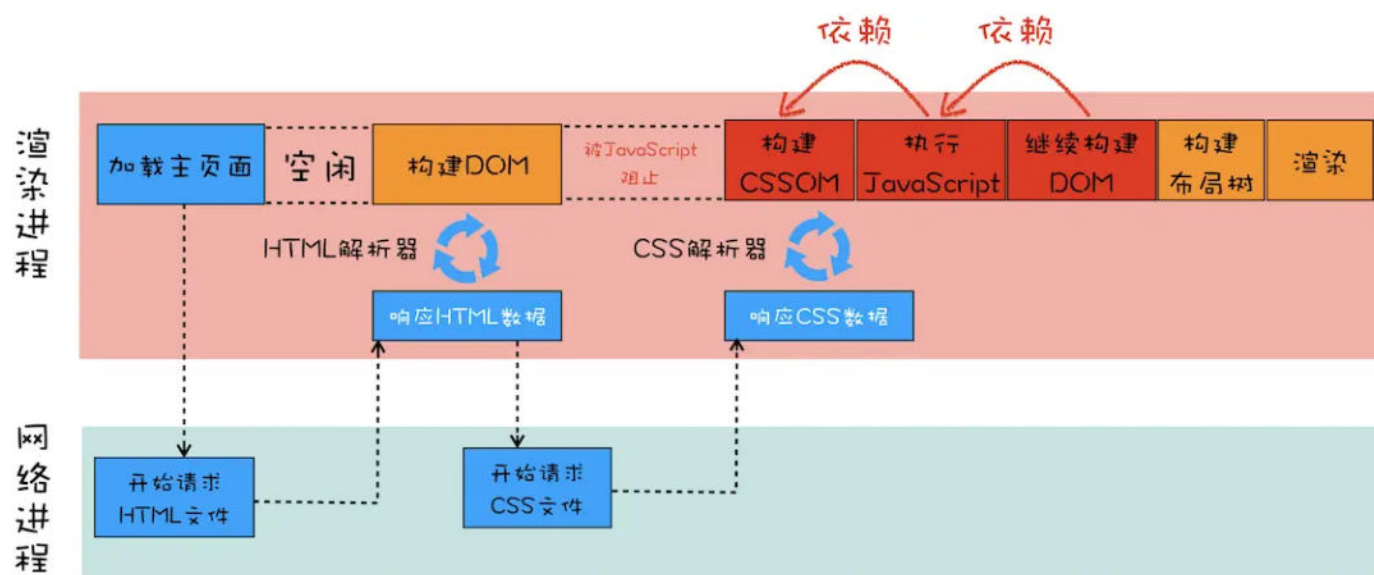 依赖
依赖
渲染进程
加载主页面
空闲
构建DOM
被JavaScript
阻止
构建
CSSOM
执行
JavaScript
继续构建
DOM
构建
布局树
渲染
HTML解析器
CSS解析器
响应HTML数据
响应CSS数据
网络进程
开始请求
HTML文件
开始请求
CSS文件